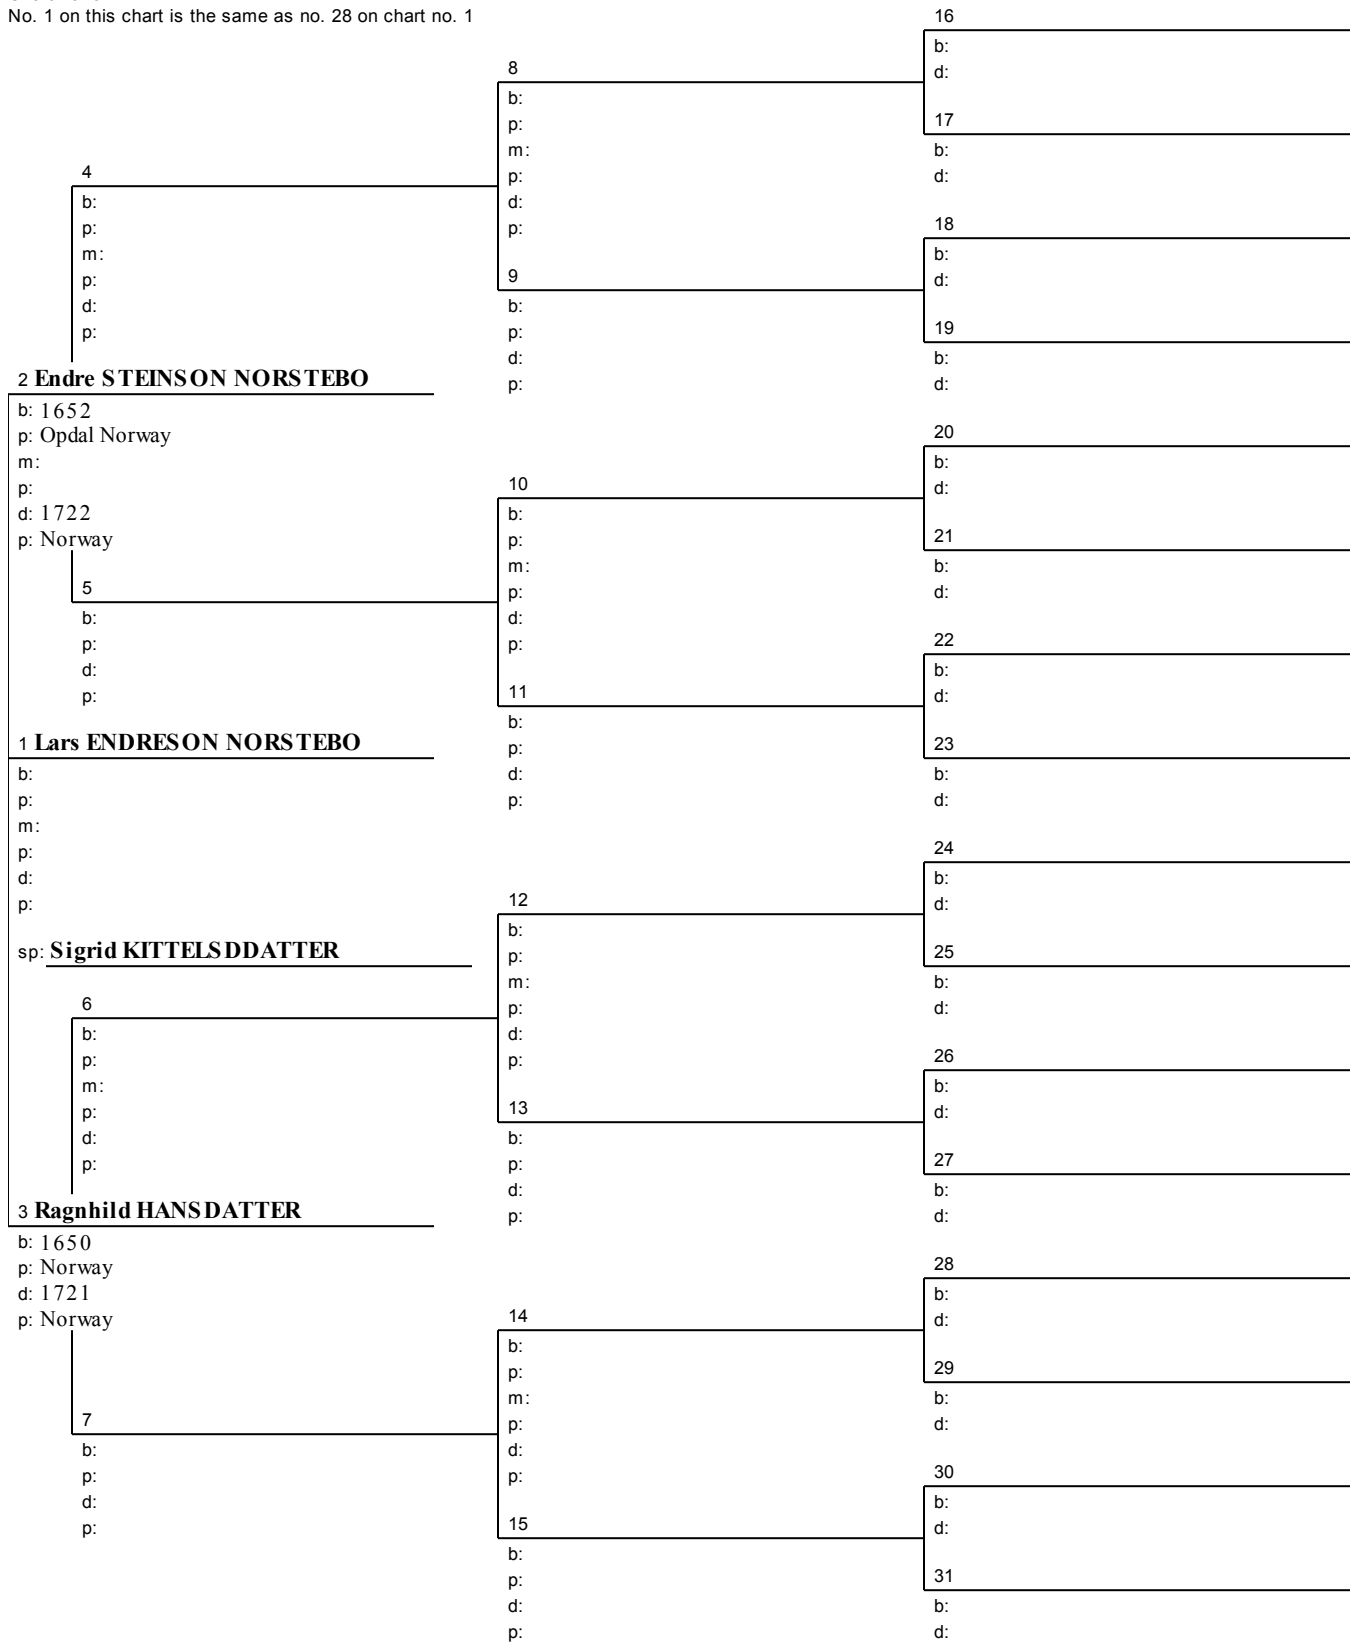 No. 1 on this chart is the same as no. 28 on chart no. 1
16
b:
d:
8
b:
p:
m:
p:
d:
p:
17
b:
d:
4
b:
p:
m:
p:
d:
p:
18
b:
d:
9
b:
p:
d:
p:
19
b:
d:
2 Endre STEINSON NORSTEBO
b: 1652
p: Opdal Norway
m:
p:
d: 1722
p: Norway
20
b:
d:
10
b:
p:
m:
p:
d:
p:
21
b:
d:
5
b:
p:
d:
p:
22
b:
d:
11
b:
p:
d:
p:
23
b:
d:
1 Lars ENDRESON NORSTEBO
b:
p:
m:
p:
d:
p:
24
b:
d:
12
b:
p:
m:
p:
d:
p:
25
b:
d:
sp: Sigrid KITTELSDDATTER
6
b:
p:
m:
p:
d:
p:
26
b:
d:
13
b:
p:
d:
p:
27
b:
d:
3 Ragnhild HANSDATTER
b: 1650
p: Norway
d: 1721
p: Norway
28
b:
d:
14
b:
p:
m:
p:
d:
p:
29
b:
d:
7
b:
p:
d:
p:
30
b:
d:
15
b:
p:
d:
p:
31
b:
d: